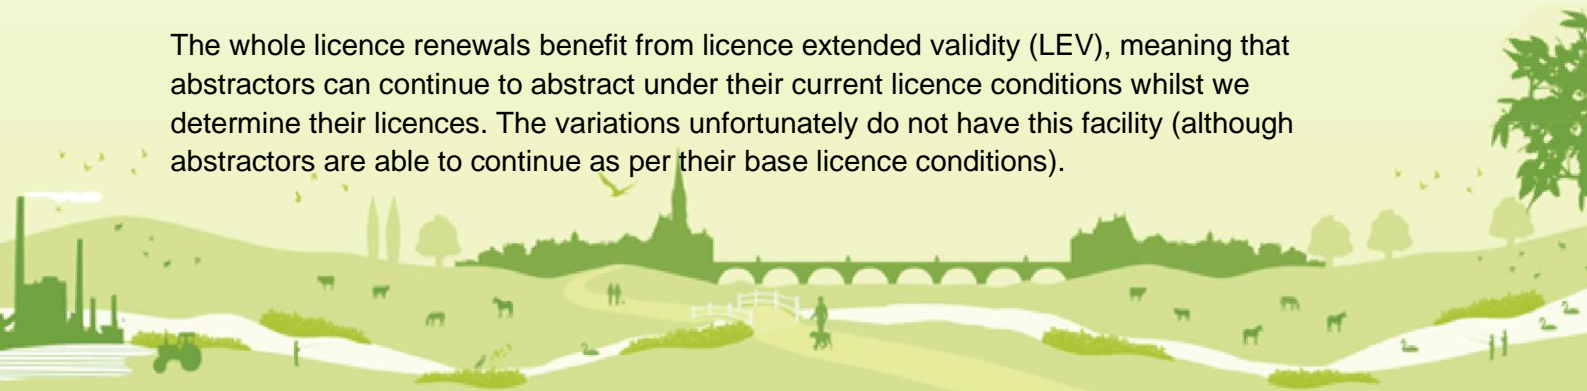 The whole licence renewals benefit from licence extended validity (LEV), meaning that
abstractors can continue to abstract under their current licence conditions whilst we
determine their licences. The variations unfortunately do not have this facility (although
abstractors are able to continue as per their base licence conditions).